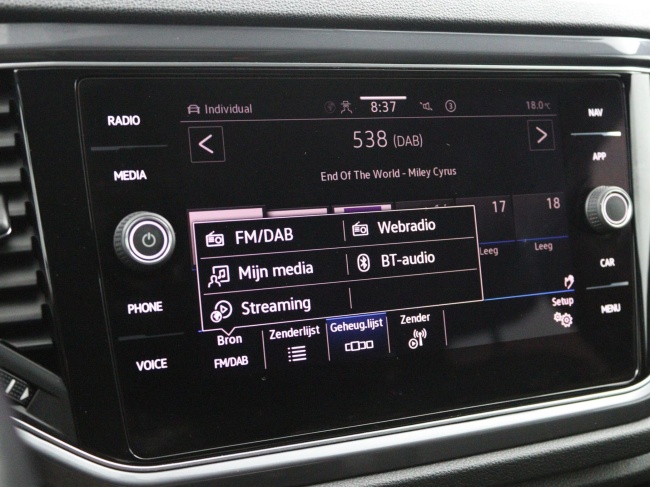 RADIO
MEDIA
PHONE
VOICE
Individual
8:37
3
18.0°C
538 (DAB)
End Of The World - Miley Cyrus
17
18
Leeg
Leeg
FM/DAB
Webradio
Mijn media
BT-audio
Streaming
Bron
FM/DAB
Zenderlijst
Geheug.lijst
Zender
Setup
NAV
APP
CAR
MENU